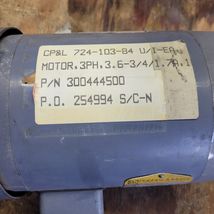 CP&L 724-103-84 U/I-EA
MOTOR,3PH,3.6-3/4/1.7A,1
P/N 300444500
P.O. 254994 S/C-N